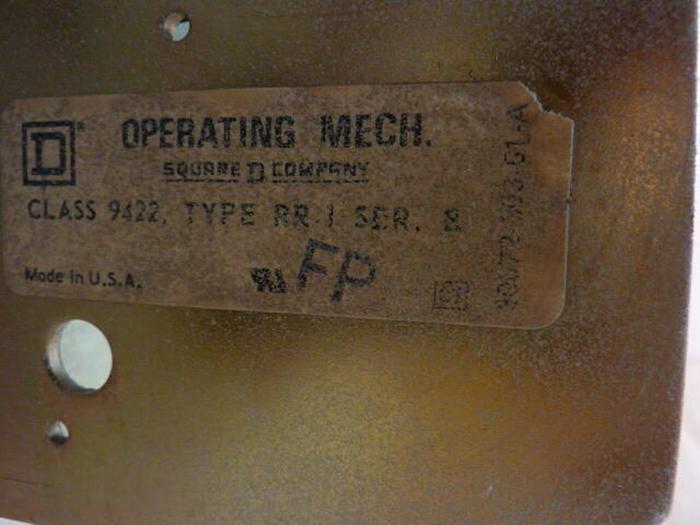 D
OPERATING MECH.
SQUARE D COMPANY
CLASS 9422, TYPE RR-1 SER.
Made in U.S.A.
FP